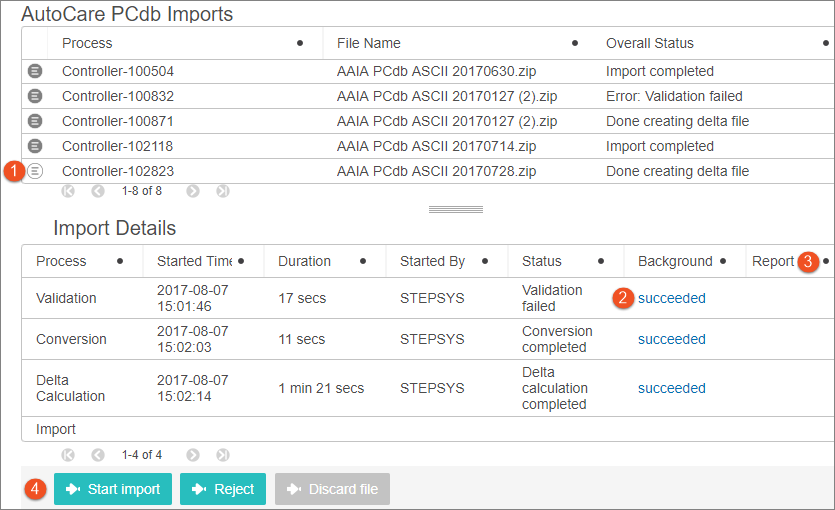 AutoCare PCdb Imports
Process File Name Overall Status
Controller-100504 AAIA PCdb ASCII 20170630.zip Import completed
Controller-100832 AAIA PCdb ASCII 20170127 (2).zip Error: Validation failed
Controller-100871 AAIA PCdb ASCII 20170127 (2).zip Done creating delta file
Controller-102118 AAIA PCdb ASCII 20170714.zip Import completed
1 Controller-102823 AAIA PCdb ASCII 20170728.zip Done creating delta file
1-8 of 8
Import Details
Process Started Time Duration Started By Status Background Report 3
Validation 2017-08-07 15:01:46 17 secs STEPSYS Validation failed 2 succeeded
Conversion 2017-08-07 15:02:03 11 secs STEPSYS Conversion completed succeeded
Delta Calculation 2017-08-07 15:02:14 1 min 21 secs STEPSYS Delta calculation completed succeeded
Import
1-4 of 4
4 Start import Reject Discard file